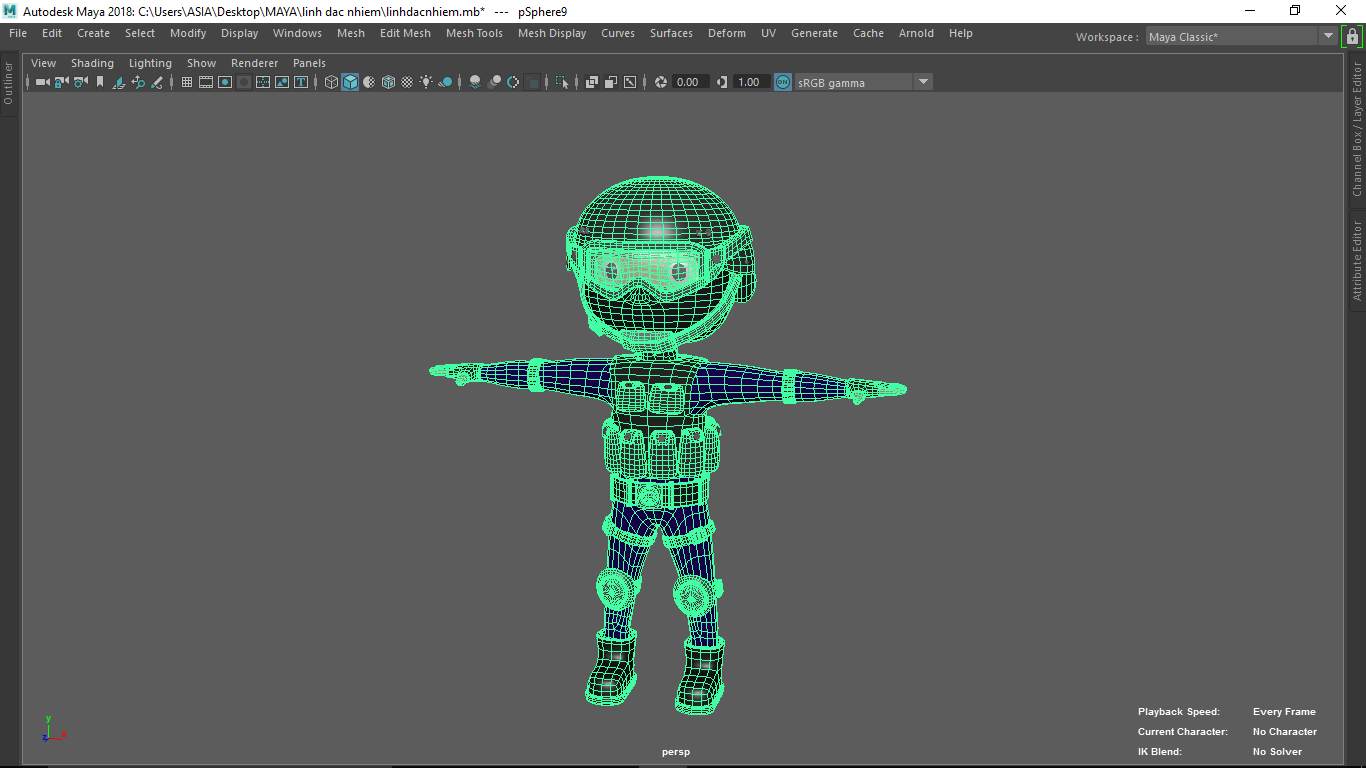 Autodesk Maya 2018: C:\Users\ASIA\Desktop\MAYA\linh dac nhiem\linhdacnhiem.mb* --- pSphere9
File Edit Create Select Modify Display Windows Mesh Edit Mesh Mesh Tools Mesh Display Curves Surfaces Deform UV Generate Cache Arnold Help
Workspace : Maya Classic*
View Shading Lighting Show Renderer Panels
0.00 1.00 ON sRGB gamma
Outliner
Channel Box / Layer Editor
Attribute Editor
Playback Speed: Every Frame
Current Character: No Character
IK Blend: No Solver
persp
y
z x